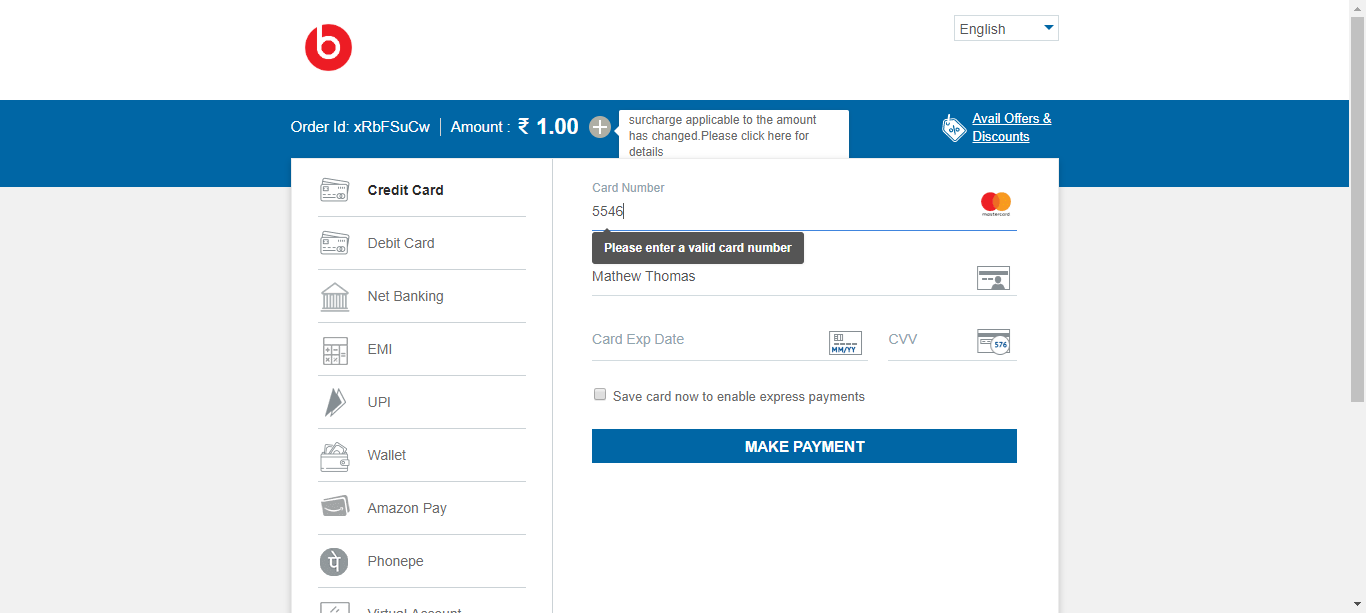 b
English
Order Id: xRbFSuCw
Amount : ₹ 1.00
surcharge applicable to the amount
has changed.Please click here for
details
Avail Offers &
Discounts
Credit Card
Debit Card
Net Banking
EMI
UPI
Wallet
Amazon Pay
पे
Phonepe
Virtual Account
Card Number
5546
mastercard
Please enter a valid card number
Mathew Thomas
Card Exp Date
MM/YY
CVV
576
Save card now to enable express payments
MAKE PAYMENT